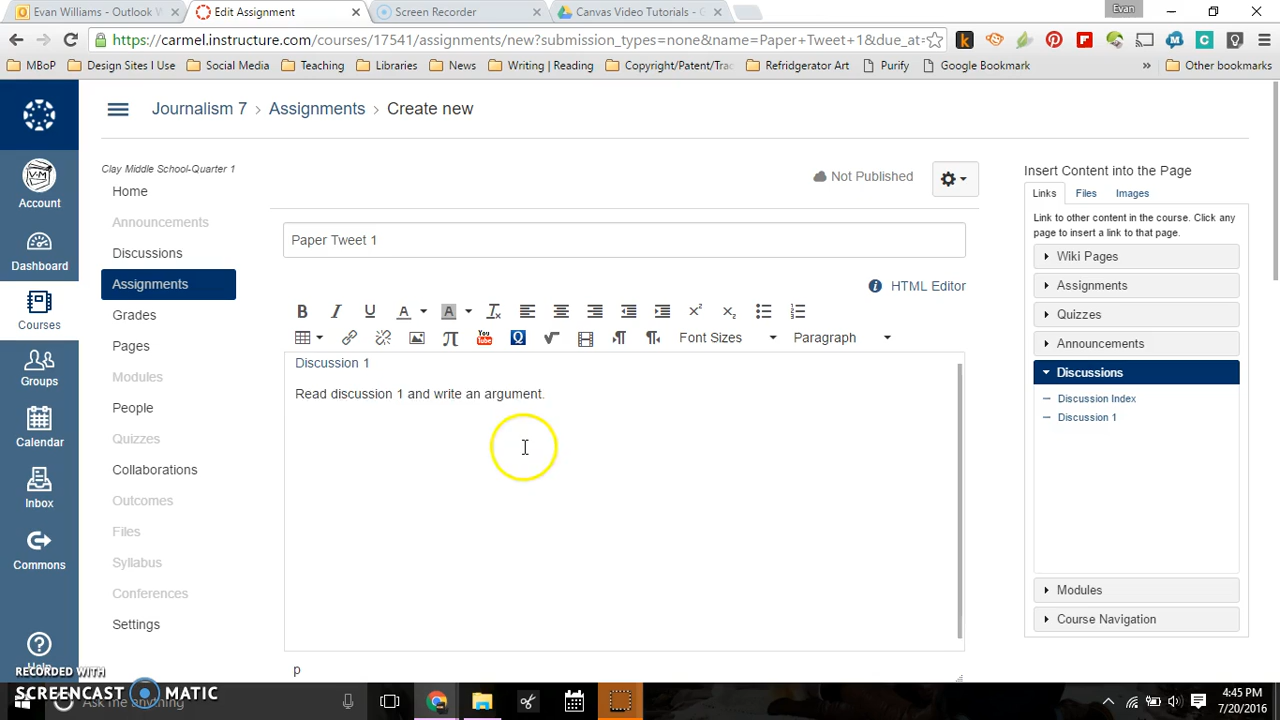 Evan Williams - Outlook W
Edit Assignment
Screen Recorder
Canvas Video Tutorials - G
Evan
https://carmel.instructure.com/courses/17541/assignments/new?submission_types=none&name=Paper+Tweet+1&due_at=
MBoP
Design Sites I Use
Social Media
Teaching
Libraries
News
Writing | Reading
Copyright/Patent/Trac
Refridgerator Art
Purify
Google Bookmark
» Other bookmarks
Journalism 7 > Assignments > Create new
Account
Dashboard
Courses
Groups
Calendar
Inbox
Commons
Help
Clay Middle School-Quarter 1
Home
Announcements
Discussions
Assignments
Grades
Pages
Modules
People
Quizzes
Collaborations
Outcomes
Files
Syllabus
Conferences
Settings
Not Published
Paper Tweet 1
HTML Editor
Font Sizes
Paragraph
Discussion 1
Read discussion 1 and write an argument.
p
Insert Content into the Page
Links Files Images
Link to other content in the course. Click any
page to insert a link to that page.
Wiki Pages
Assignments
Quizzes
Announcements
Discussions
Discussion Index
Discussion 1
Modules
Course Navigation
RECORDED WITH
SCREENCAST MATIC
Ask me anything
4:45 PM
7/20/2016